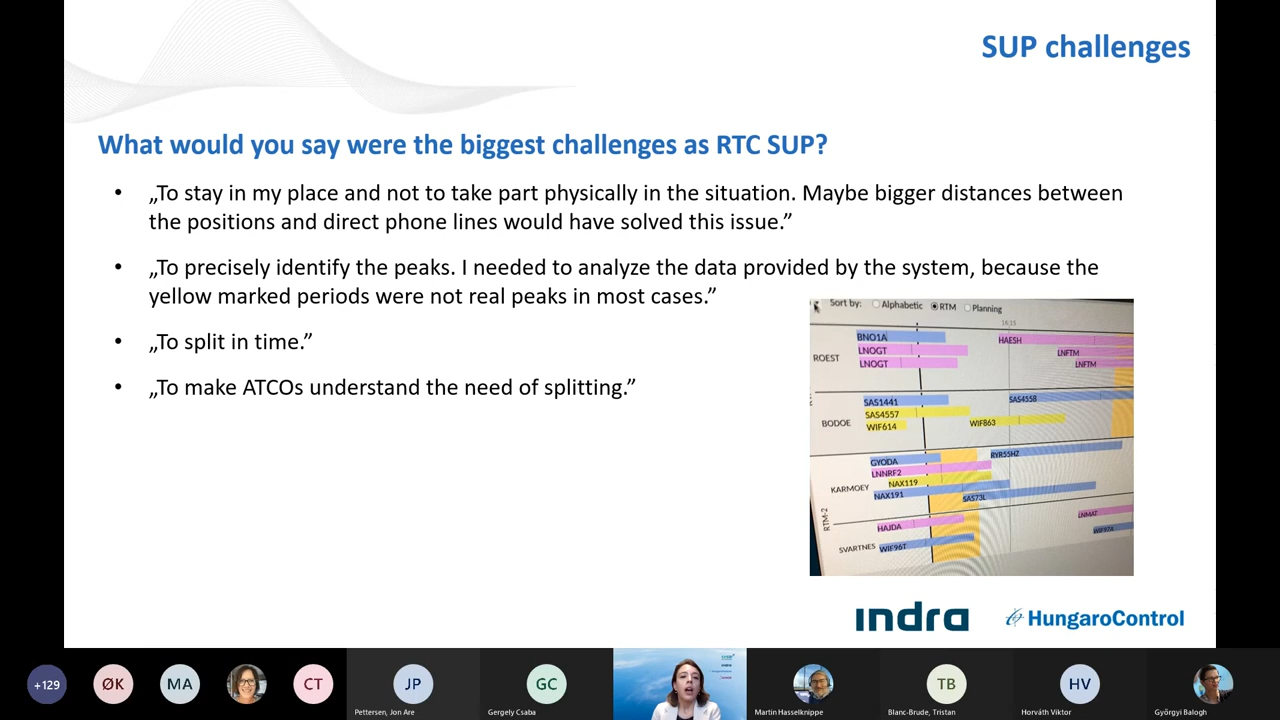 SUP challenges
What would you say were the biggest challenges as RTC SUP?
• „To stay in my place and not to take part physically in the situation. Maybe bigger distances between
the positions and direct phone lines would have solved this issue.”
• „To precisely identify the peaks. I needed to analyze the data provided by the system, because the
yellow marked periods were not real peaks in most cases.”
• „To split in time.”
• „To make ATCOs understand the need of splitting.”
Sort by: Alphabetic RTM Planning
16:15
BNO1A HAESH
LNOGT LNFTM
ROEST
LNOGT LNFTM
SAS1441 SAS4558
SAS4557
BODOE
WIF614 WIF863
GYODA RYR55HZ
LNNRF2
KARMOEY
NAX119
NAX191 SAS73L
RTM-2
HAJDA LNMAT
SVARTNES WIF96T
indra
HungaroControl
+129
ØK
MA
CT
JP
GC
TB
HV
Pettersen, Jon Are
Gergely Csaba
Martin Hasselknippe
Blanc-Brude, Tristan
Horváth Viktor
Györgyi Balogh